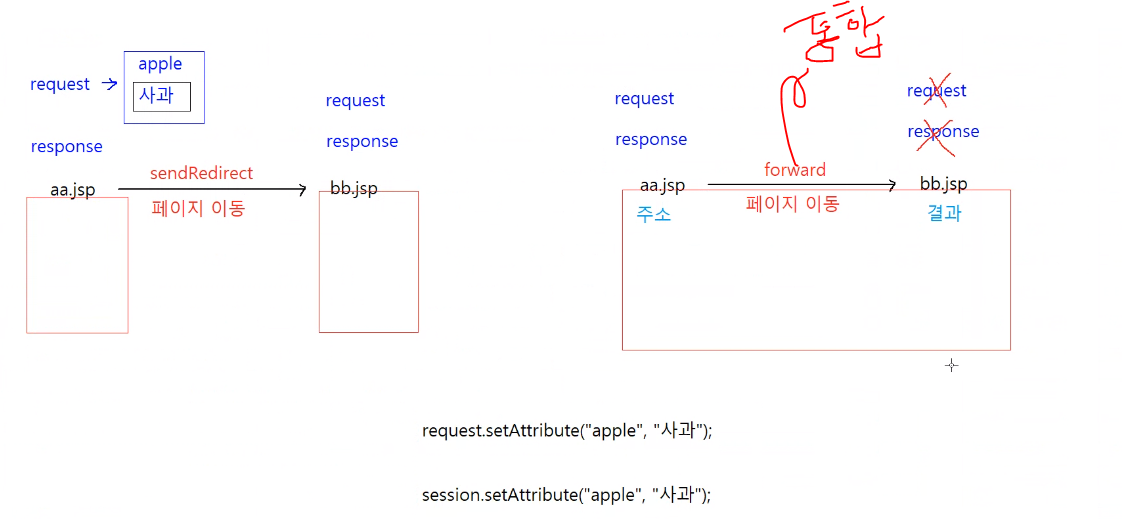 apple
request
사과
response
aa.jsp
sendRedirect
페이지 이동
request
response
bb.jsp
통합
request
response
aa.jsp
주소
forward
페이지 이동
request
response
bb.jsp
결과
request.setAttribute("apple", "사과");
session.setAttribute("apple", "사과");